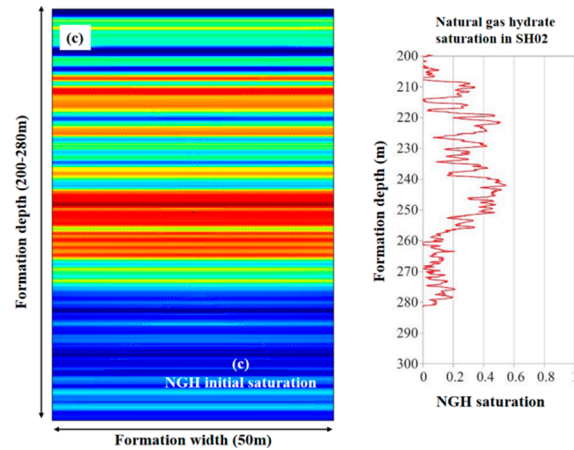 (c)
Formation depth (200-280m)
(c)
NGH initial saturation
Formation width (50m)
Natural gas hydrate
saturation in SH02
Formation depth (m)
200
210
220
230
240
250
260
270
280
290
300
0
0.2
0.4
0.6
0.8
1
NGH saturation